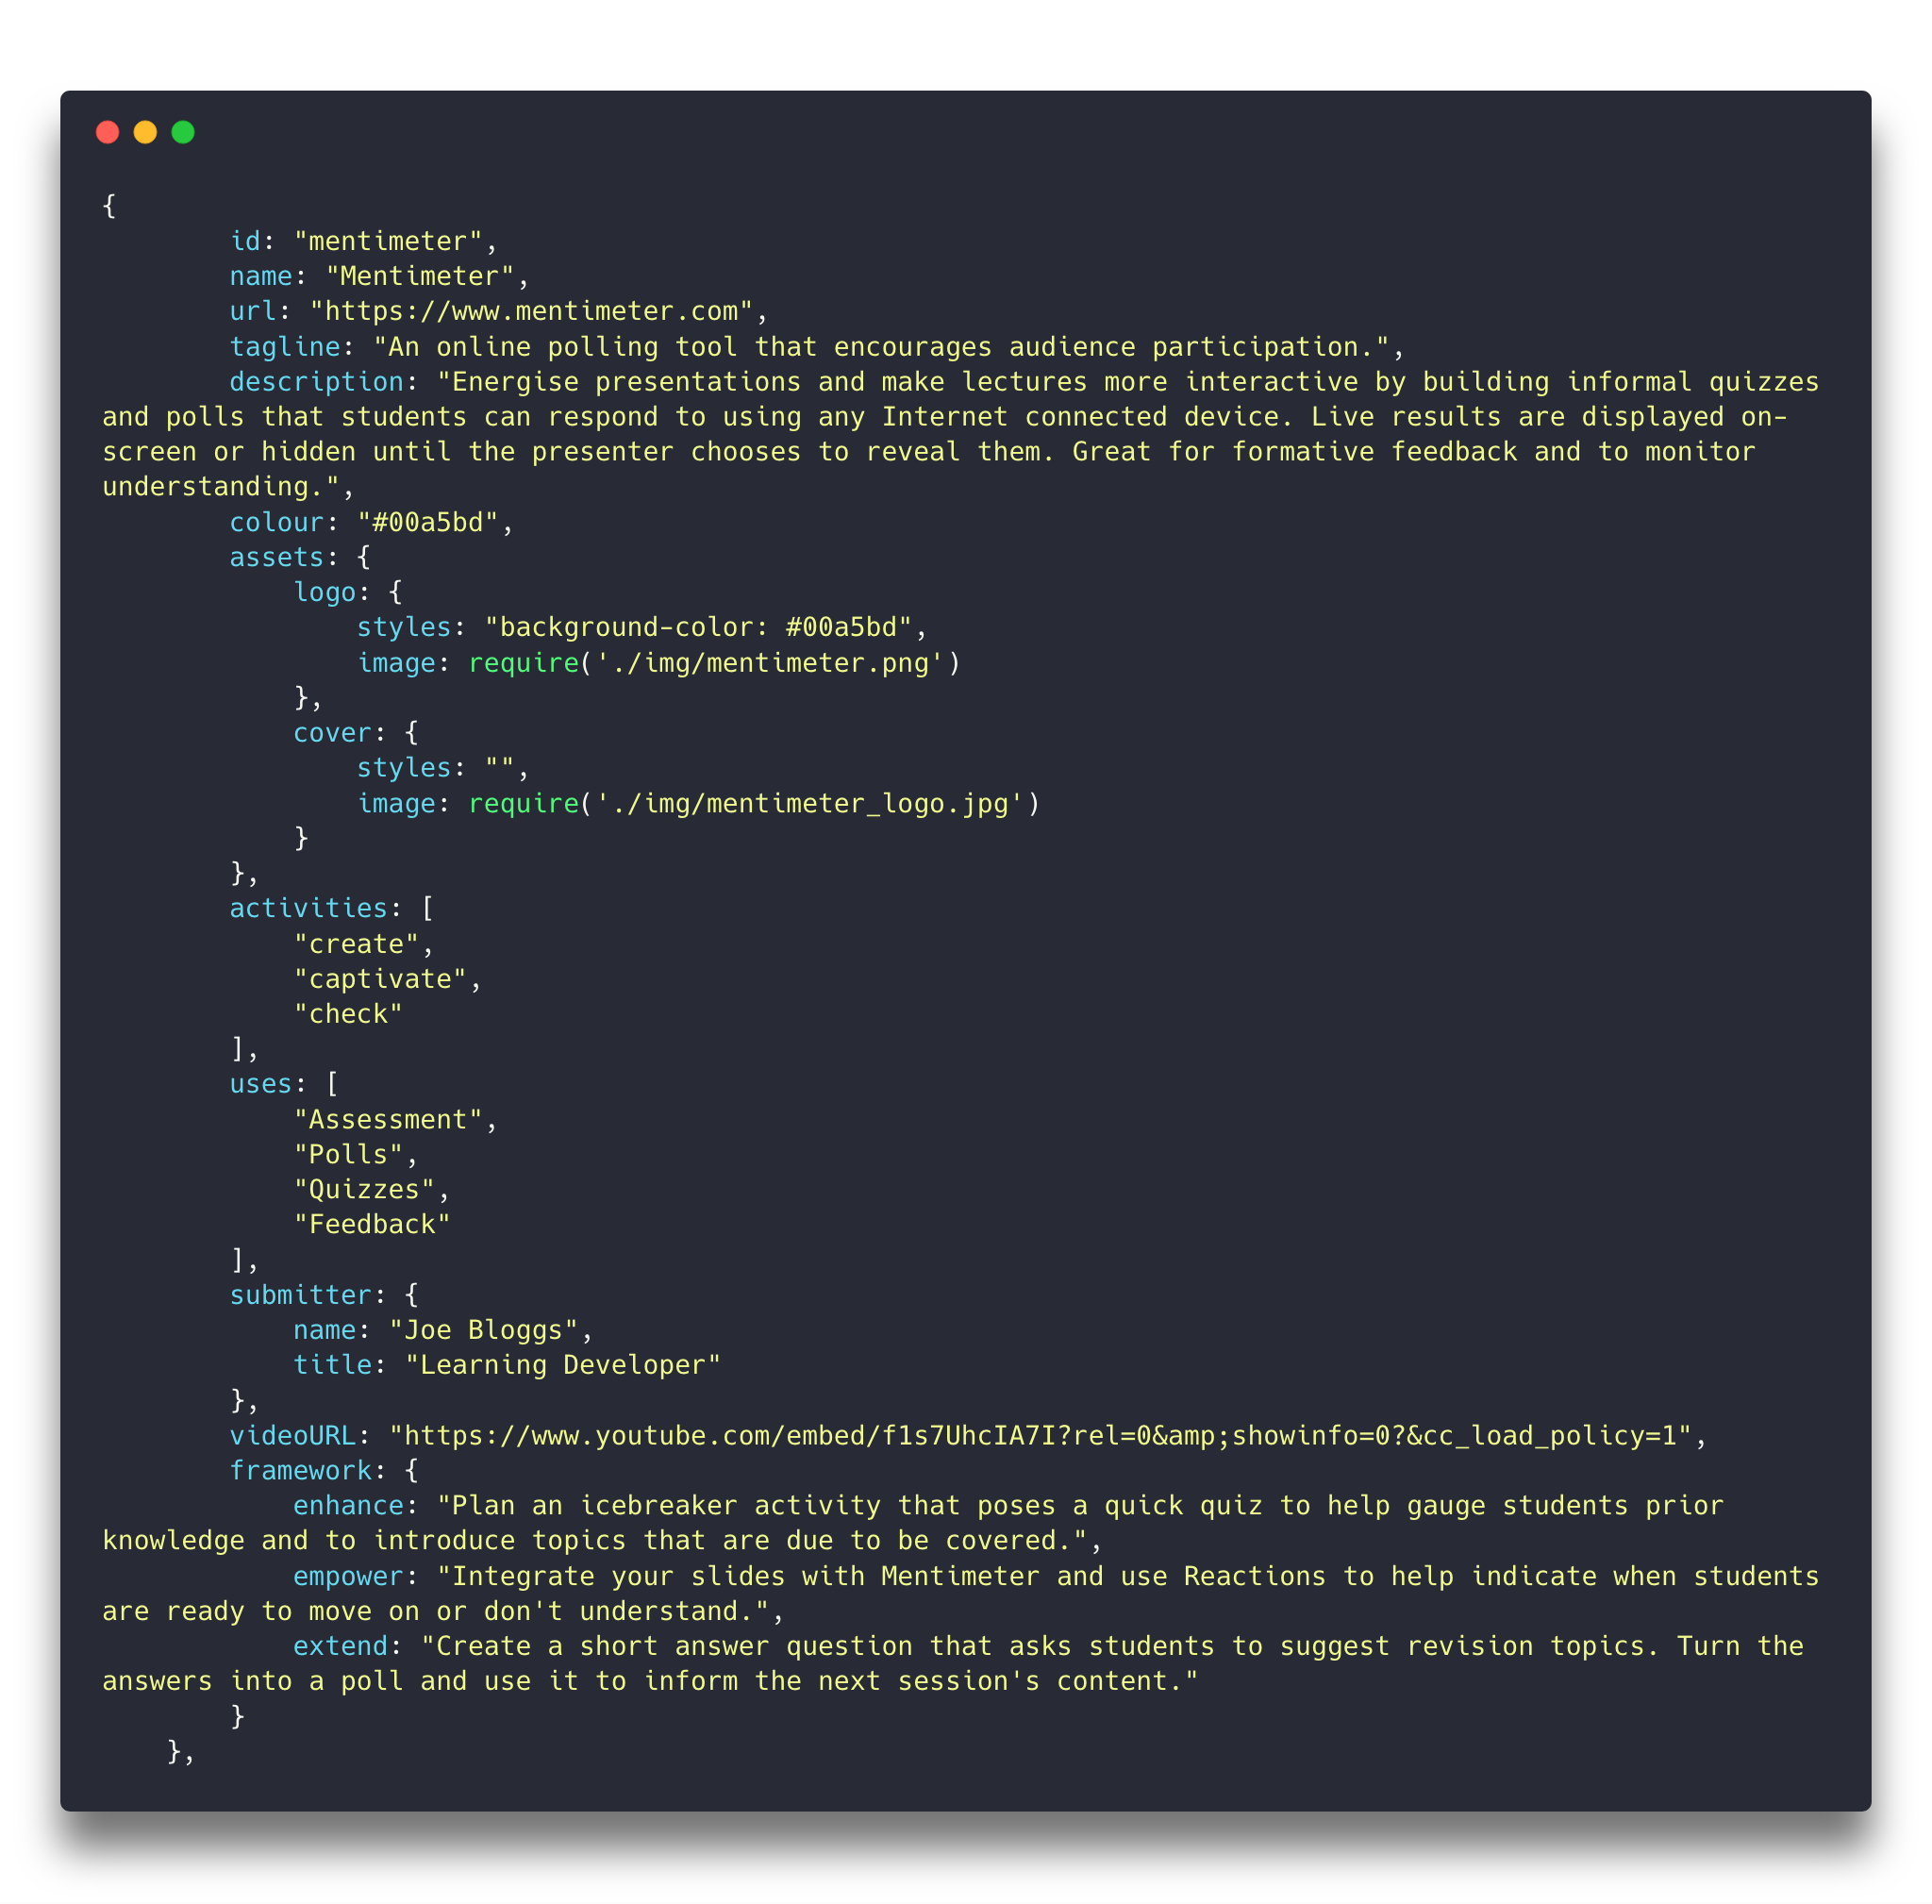 {
        id: "mentimeter",
        name: "Mentimeter",
        url: "https://www.mentimeter.com",
        tagline: "An online polling tool that encourages audience participation.",
        description: "Energise presentations and make lectures more interactive by building informal quizzes
and polls that students can respond to using any Internet connected device. Live results are displayed on-
screen or hidden until the presenter chooses to reveal them. Great for formative feedback and to monitor
understanding.",
        colour: "#00a5bd",
        assets: {
            logo: {
                styles: "background-color: #00a5bd",
                image: require('./img/mentimeter.png')
            },
            cover: {
                styles: "",
                image: require('./img/mentimeter_logo.jpg')
            }
        },
        activities: [
            "create",
            "captivate",
            "check"
        ],
        uses: [
            "Assessment",
            "Polls",
            "Quizzes",
            "Feedback"
        ],
        submitter: {
            name: "Joe Bloggs",
            title: "Learning Developer"
        },
        videoURL: "https://www.youtube.com/embed/f1s7UhcIA7I?rel=0&amp;showinfo=0?&cc_load_policy=1",
        framework: {
            enhance: "Plan an icebreaker activity that poses a quick quiz to help gauge students prior
knowledge and to introduce topics that are due to be covered.",
            empower: "Integrate your slides with Mentimeter and use Reactions to help indicate when students
are ready to move on or don't understand.",
            extend: "Create a short answer question that asks students to suggest revision topics. Turn the
answers into a poll and use it to inform the next session's content."
        }
    },